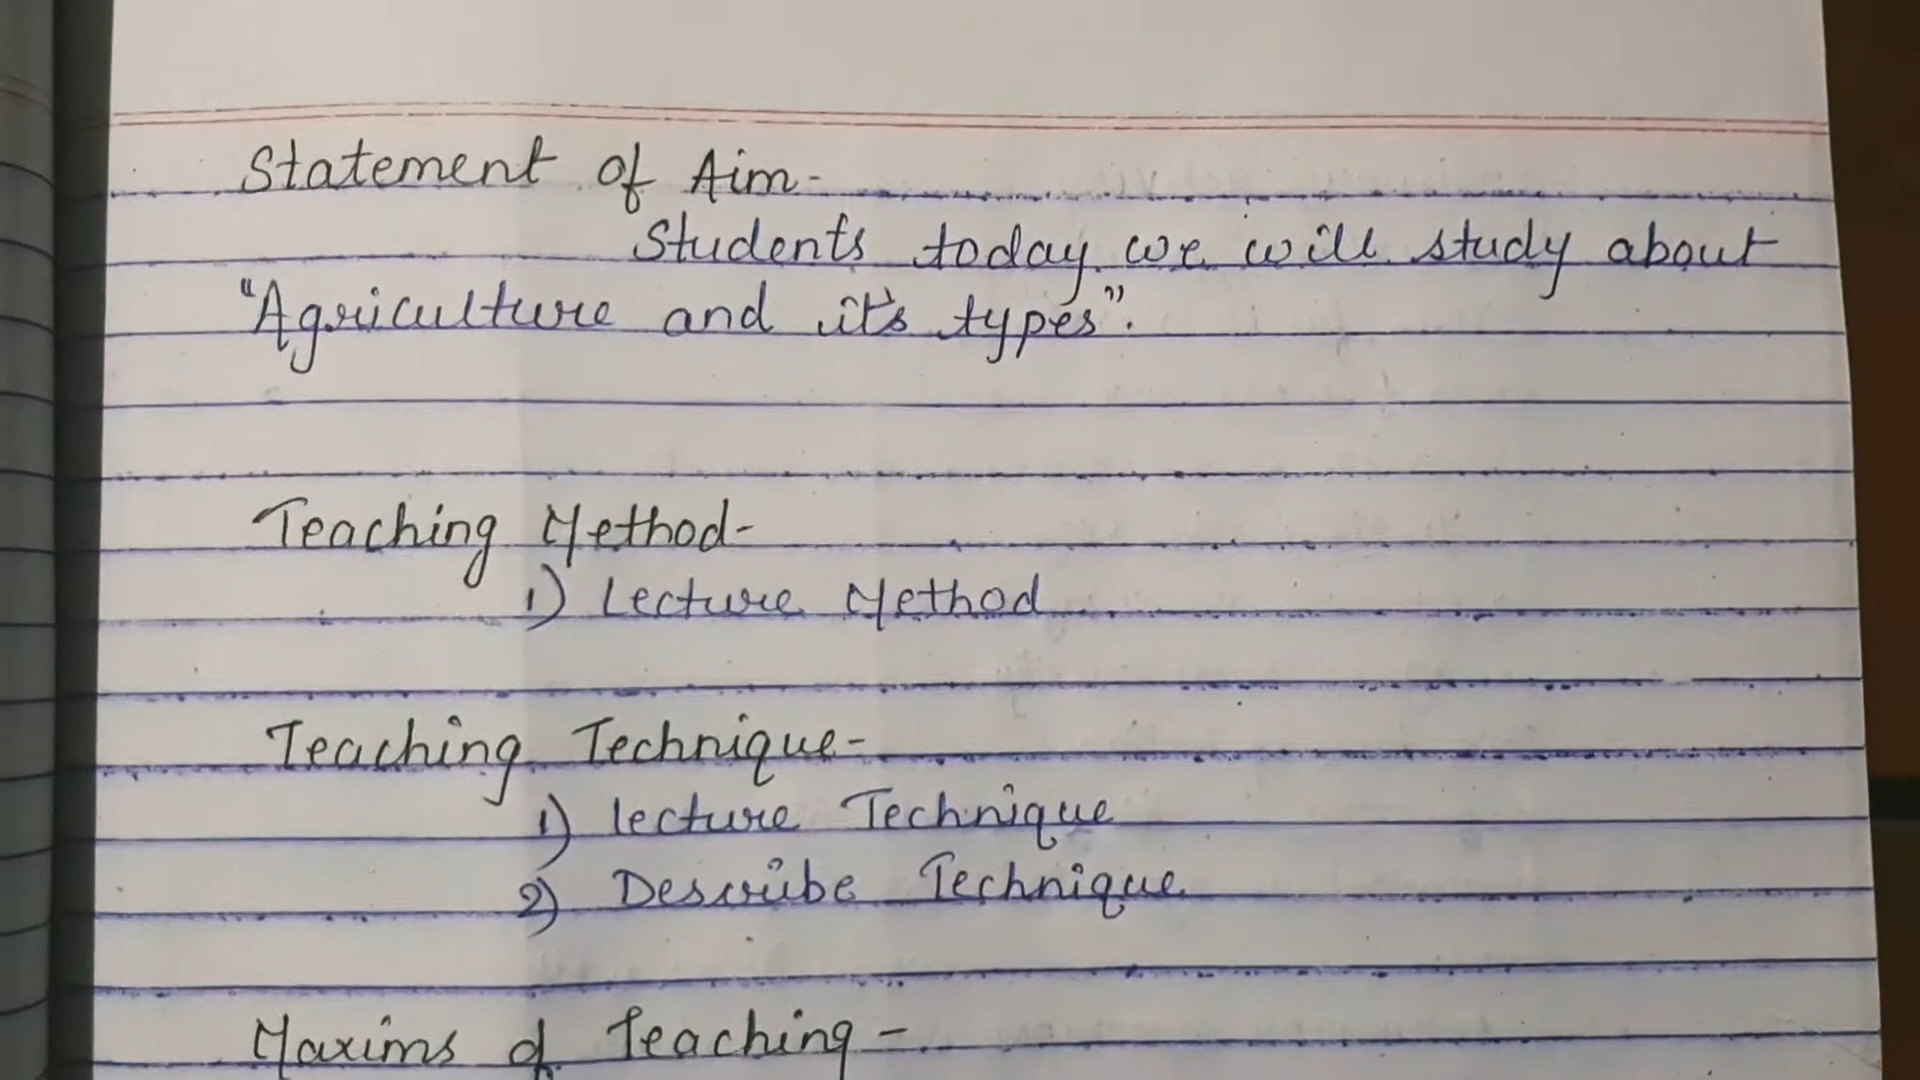 Statement of Aim-
Students today we will study about
"Agriculture and it's types".
Teaching Method-
1) Lecture Method
Teaching Technique-
1) Lecture Technique
2) Describe Technique
Maxims of Teaching -